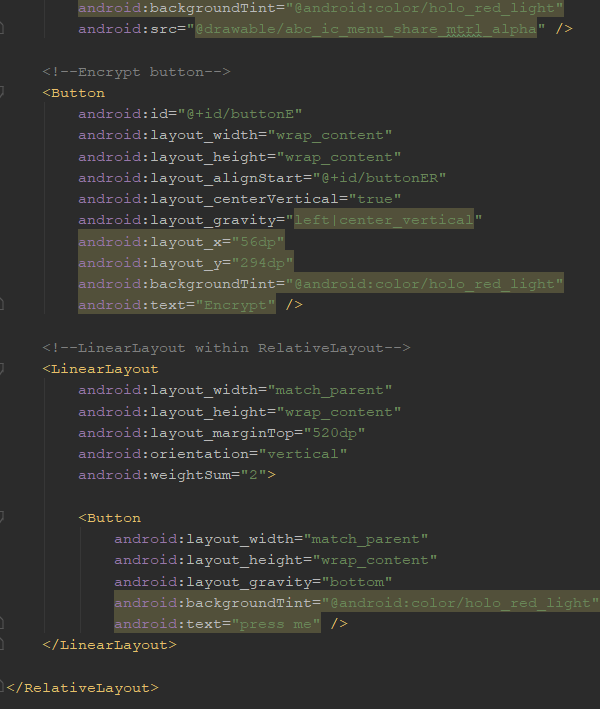 android:backgroundTint="@android:color/holo_red_light"
android:src="@drawable/abc_ic_menu_share_mtrl_alpha" />
<!--Encrypt button-->
<Button
android:id="@+id/buttonE"
android:layout_width="wrap_content"
android:layout_height="wrap_content"
android:layout_alignStart="@+id/buttonER"
android:layout_centerVertical="true"
android:layout_gravity="left|center_vertical"
android:layout_x="56dp"
android:layout_y="294dp"
android:backgroundTint="@android:color/holo_red_light"
android:text="Encrypt" />
<!--LinearLayout within RelativeLayout-->
<LinearLayout
android:layout_width="match_parent"
android:layout_height="wrap_content"
android:layout_marginTop="520dp"
android:orientation="vertical"
android:weightSum="2">
<Button
android:layout_width="match_parent"
android:layout_height="wrap_content"
android:layout_gravity="bottom"
android:backgroundTint="@android:color/holo_red_light"
android:text="press me" />
</LinearLayout>
</RelativeLayout>